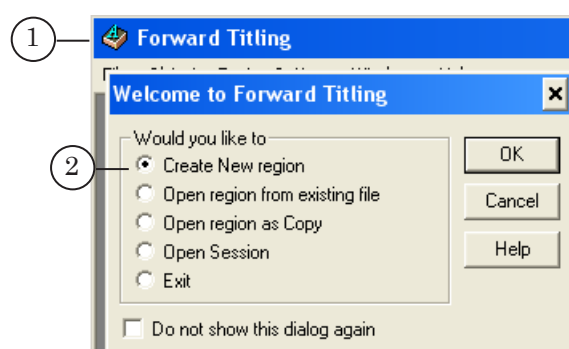 1
Forward Titling
Welcome to Forward Titling
Would you like to
2
Create New region
Open region from existing file
Open region as Copy
Open Session
Exit
OK
Cancel
Help
Do not show this dialog again